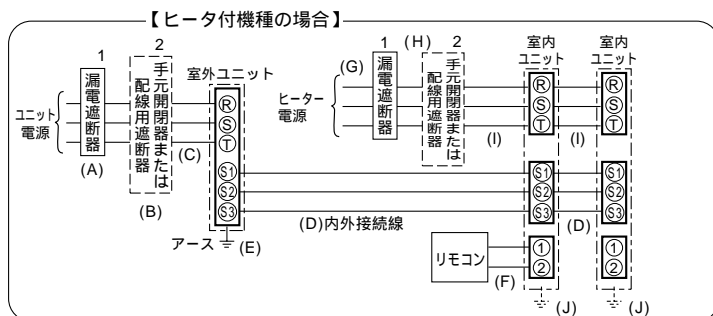 【ヒータ付機種の場合】
1
2
漏電遮断器
手元開閉器または
配線用遮断器
室外ユニット
ユニット
電源
(A)
(B)
(C)
R
S
T
S1
S2
S3
アース
(E)
(D)内外接続線
1
(H)
2
(G)
漏電遮断器
手元開閉器または
配線用遮断器
ヒーター
電源
(I)
(I)
室内
ユニット
室内
ユニット
R
S
T
R
S
T
S1
S2
S3
S1
S2
S3
(D)
リモコン
(F)
1
2
1
2
(J)
(J)